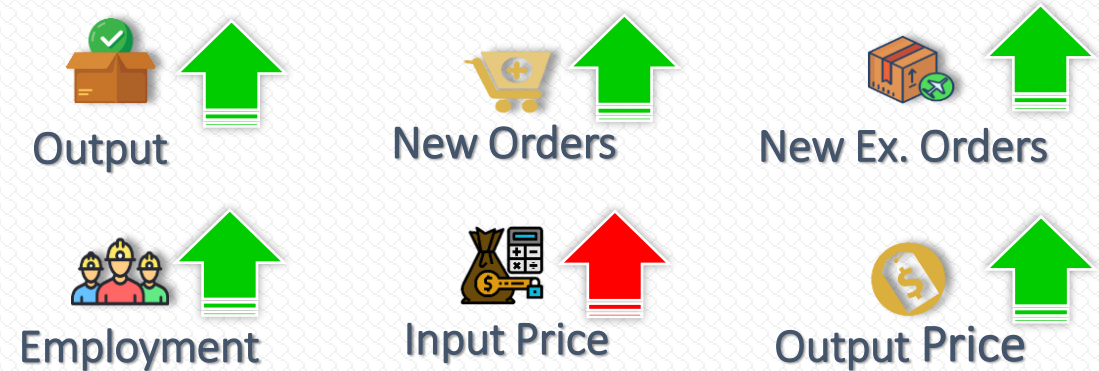 Output
New Orders
New Ex. Orders
Employment
Input Price
Output Price